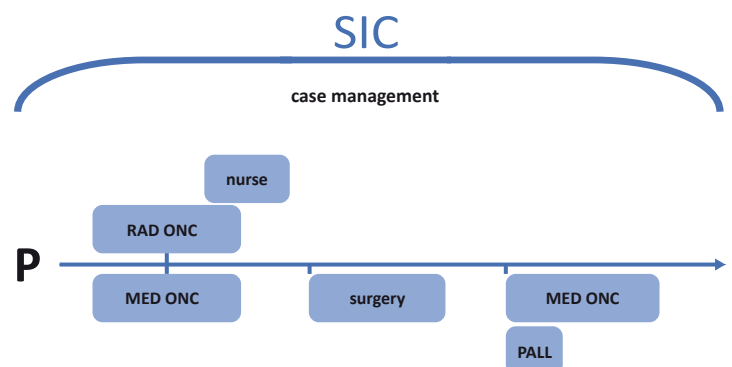 SIC
case management
nurse
RAD ONC
P
MED ONC
surgery
MED ONC
PALL